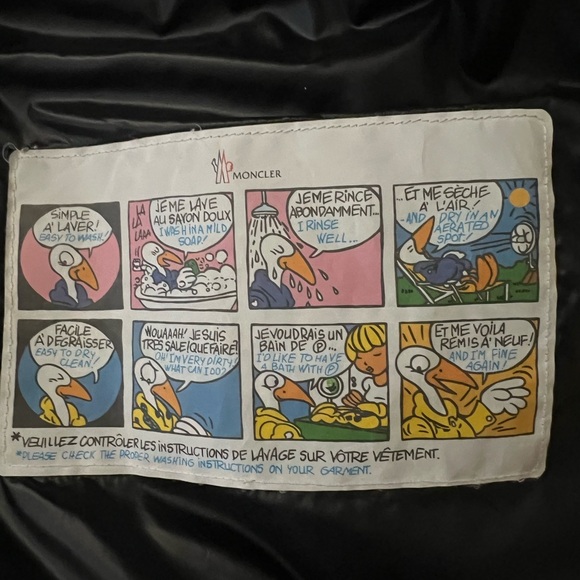 MONCLER
SIMPLE
A' LAVER!
EASY TO WASH!
LA
LA
LAAA
JE ME LAVE
AU SAYON DOUX
I WASH IN A MILD
SOAP!
JE ME RINCE
ABONDAMMENT...
I RINSE
WELL...
...ET ME SÈCHE
A' L'AIR!
...AND I DRY IN AN
AERATED
SPOT!
FACILE
A' DÉGRAISSER
EASY TO DRY
CLEAN!
WOUAAAH! JE SUIS
TRES SALE! QUE FAIRE?
OH! I'M VERY DIRTY!
WHAT CAN I DO?
JE VOUDRAIS UN
BAIN DE Ⓟ...
I'D LIKE TO HAVE
A BATH WITH Ⓟ
ET ME VOILA
REMIS A' NEUF!
AND I'M FINE
AGAIN!
*VEUILLEZ CONTRÔLER LES INSTRUCTIONS DE LAVAGE SUR VÔTRE VÊTEMENT.
*PLEASE CHECK THE PROPER WASHING INSTRUCTIONS ON YOUR GARMENT.